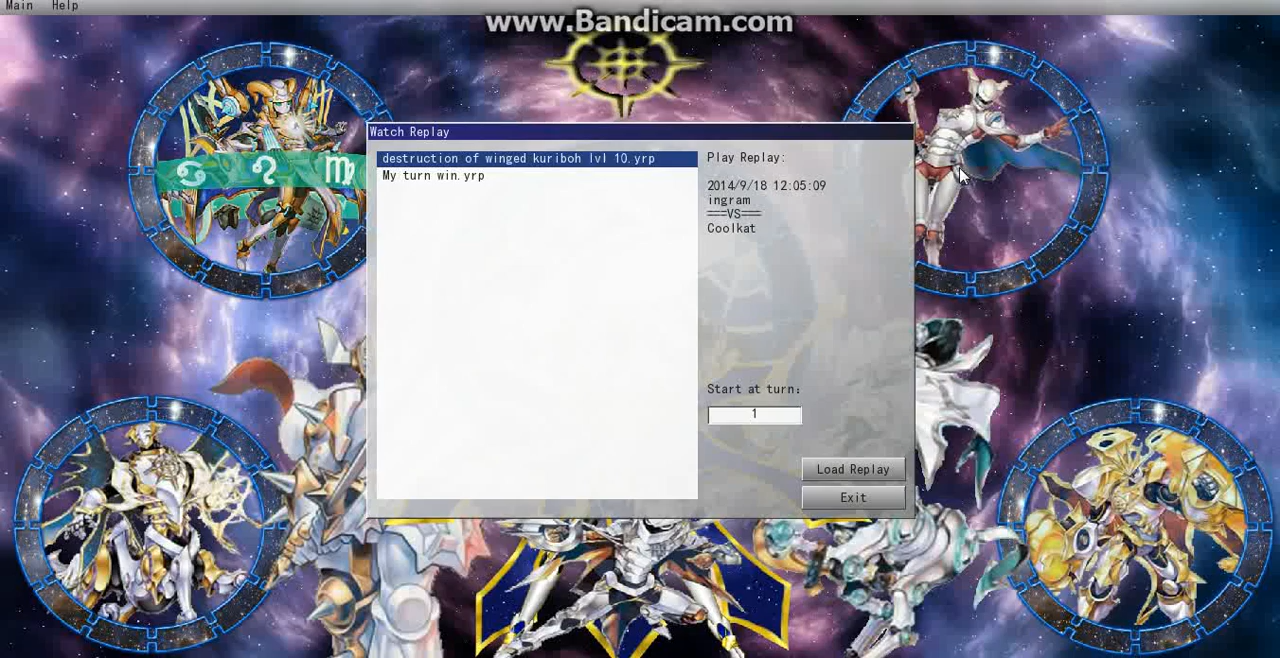 Main Help
www.Bandicam.com
Watch Replay
destruction of winged kuriboh lvl 10.yrp
My turn win.yrp
Play Replay:
2014/9/18 12:05:09
ingram
===VS===
Coolkat
Start at turn:
1
Load Replay
Exit